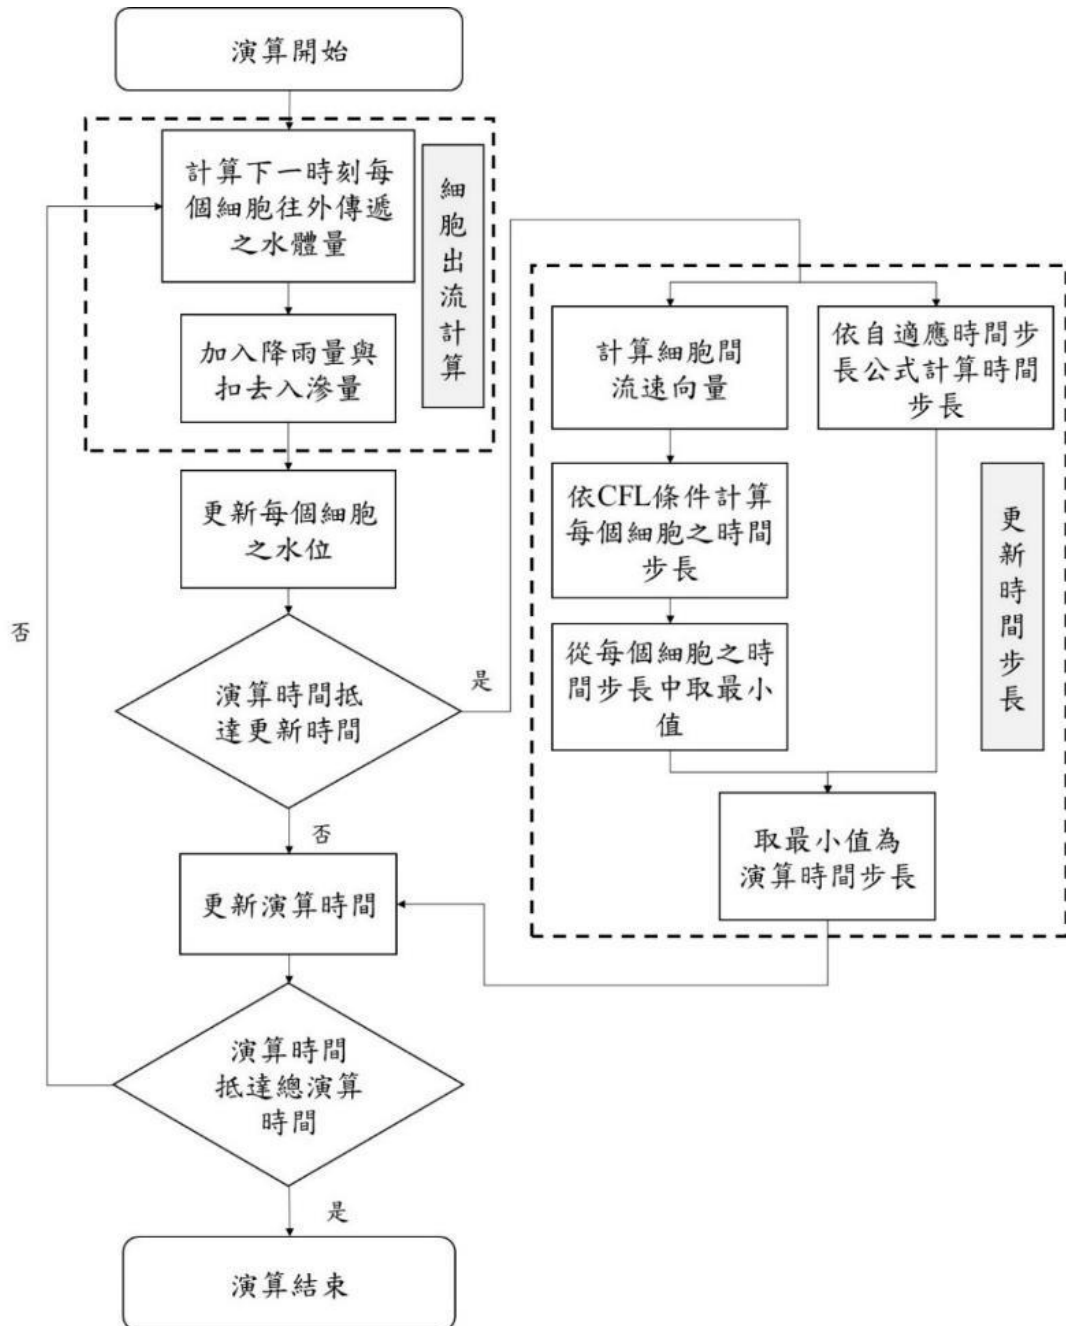 演算開始
計算下一時刻每
個細胞往外傳遞
之水體量
細
胞
出
流
計
算
加入降雨量與
扣去入滲量
更新每個細胞
之水位
演算時間抵
達更新時間
是
否
計算細胞間
流速向量
依自適應時間步
長公式計算時間
步長
依CFL條件計算
每個細胞之時間
步長
從每個細胞之時
間步長中取最小
值
更
新
時
間
步
長
取最小值為
演算時間步長
更新演算時間
演算時間
抵達總演算
時間
否
是
演算結束